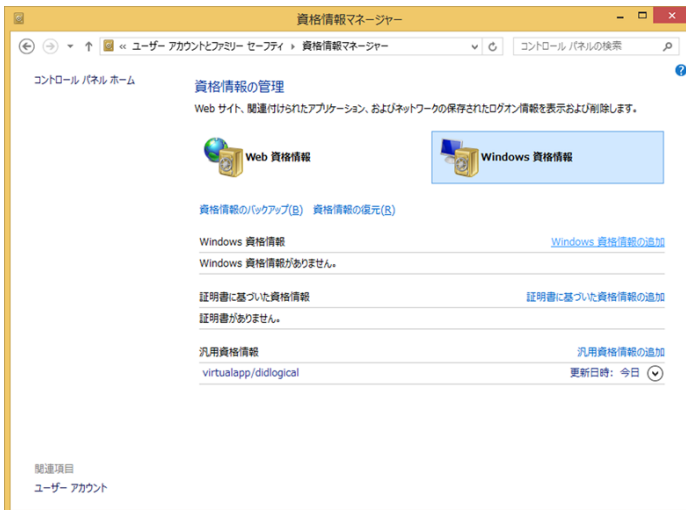 資格情報マネージャー
« ユーザー アカウントとファミリー セーフティ ▸ 資格情報マネージャー
コントロール パネルの検索
コントロール パネル ホーム
資格情報の管理
Web サイト、関連付けられたアプリケーション、およびネットワークの保存されたログオン情報を表示および削除します。
Web 資格情報
Windows 資格情報
資格情報のバックアップ(B) 資格情報の復元(R)
Windows 資格情報 Windows 資格情報の追加
Windows 資格情報がありません。
証明書に基づいた資格情報 証明書に基づいた資格情報の追加
証明書がありません。
汎用資格情報 汎用資格情報の追加
virtualapp/didlogical 更新日時: 今日
関連項目
ユーザー アカウント